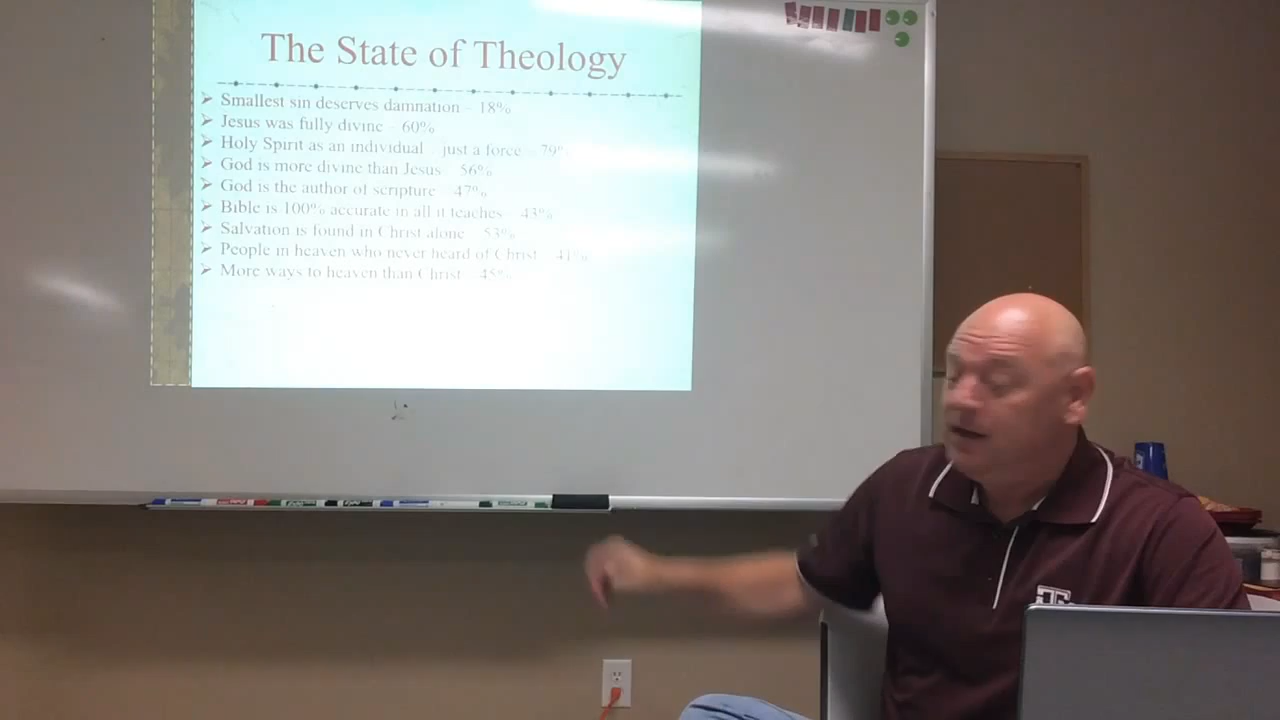 The State of Theology
Smallest sin deserves damnation – 18%
Jesus was fully divine – 60%
Holy Spirit as an individual – just a force – 79%
God is more divine than Jesus – 56%
God is the author of scripture – 47%
Bible is 100% accurate in all it teaches – 43%
Salvation is found in Christ alone – 53%
People in heaven who never heard of Christ – 41%
More ways to heaven than Christ – 45%